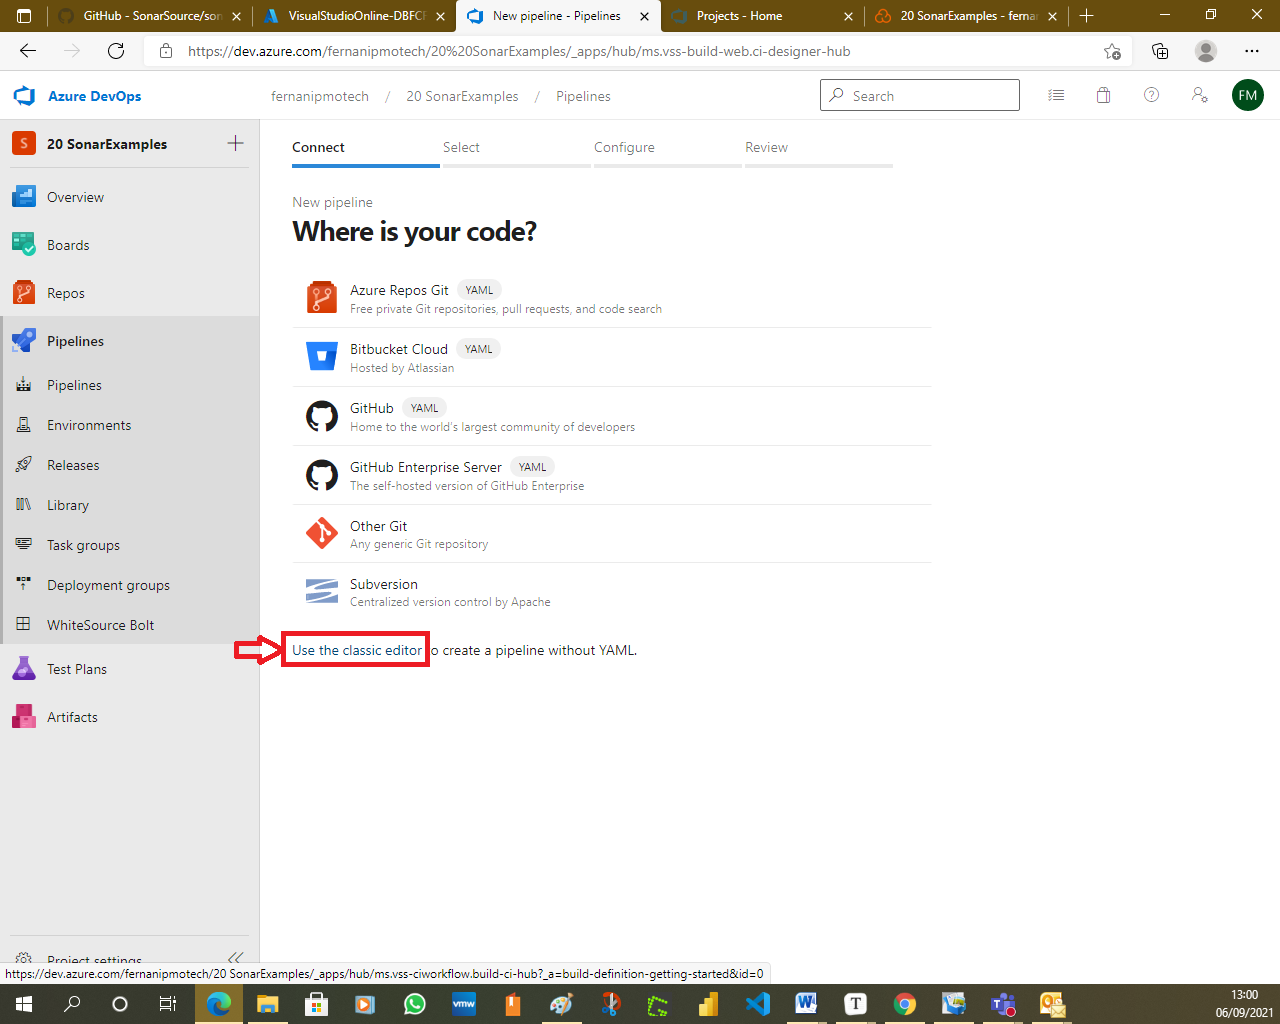 GitHub - SonarSource/son
VisualStudioOnline-DBFCF
New pipeline - Pipelines
Projects - Home
20 SonarExamples - fernan
https://dev.azure.com/fernanipmotech/20%20SonarExamples/_apps/hub/ms.vss-build-web.ci-designer-hub
Azure DevOps
fernanipmotech / 20 SonarExamples / Pipelines
Search
FM
S
20 SonarExamples
Overview
Boards
Repos
Pipelines
Pipelines
Environments
Releases
Library
Task groups
Deployment groups
WhiteSource Bolt
Test Plans
Artifacts
Project settings
Connect
Select
Configure
Review
New pipeline
Where is your code?
Azure Repos Git YAML
Free private Git repositories, pull requests, and code search
Bitbucket Cloud YAML
Hosted by Atlassian
GitHub YAML
Home to the world's largest community of developers
GitHub Enterprise Server YAML
The self-hosted version of GitHub Enterprise
Other Git
Any generic Git repository
Subversion
Centralized version control by Apache
Use the classic editor to create a pipeline without YAML.
https://dev.azure.com/fernanipmotech/20 SonarExamples/_apps/hub/ms.vss-ciworkflow.build-ci-hub?_a=build-definition-getting-started&id=0
vmw
W
T
13:00
06/09/2021